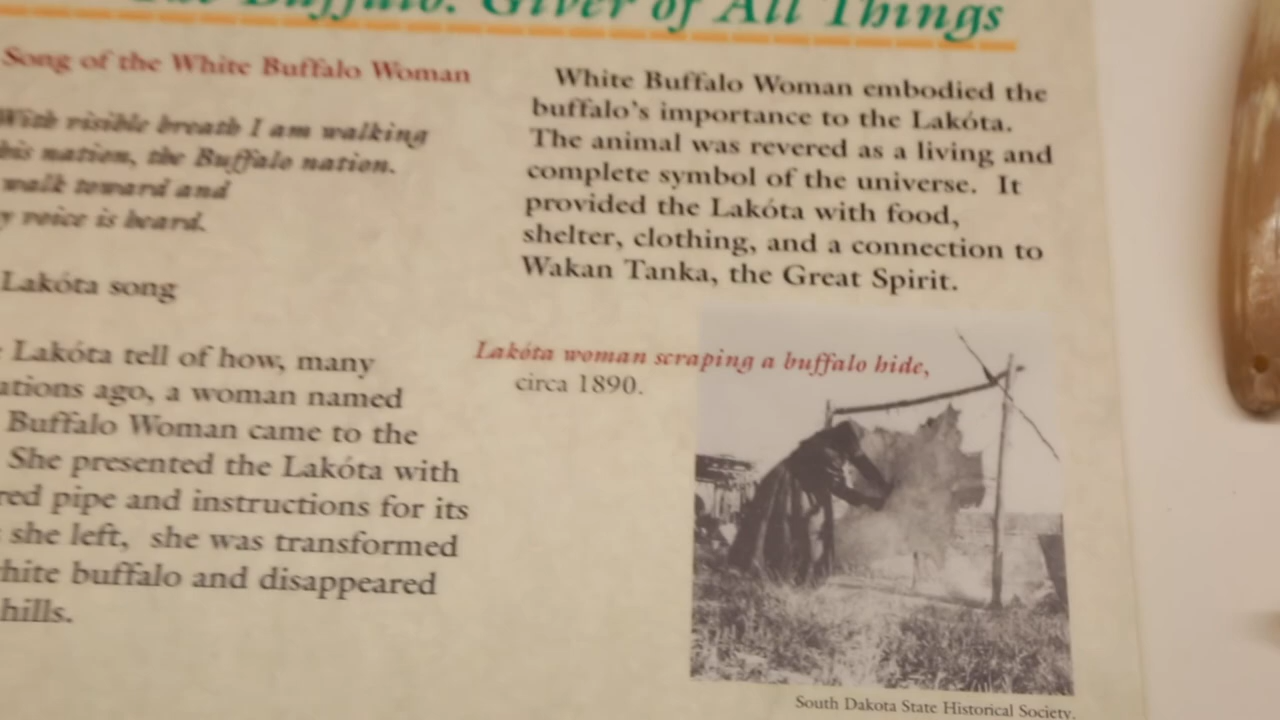 Buffalo: Giver of All Things
Song of the White Buffalo Woman
With visible breath I am walking
nation, the Buffalo nation.
walk toward and
voice is heard.
Lakóta song
Lakóta tell of how, many
ago, a woman named
Buffalo Woman came to the
She presented the Lakóta with
pipe and instructions for its
she left, she was transformed
buffalo and disappeared
hills.
White Buffalo Woman embodied the
buffalo's importance to the Lakóta.
The animal was revered as a living and
complete symbol of the universe. It
provided the Lakóta with food,
shelter, clothing, and a connection to
Wakan Tanka, the Great Spirit.
Lakóta woman scraping a buffalo hide,
circa 1890.
South Dakota State Historical Society.